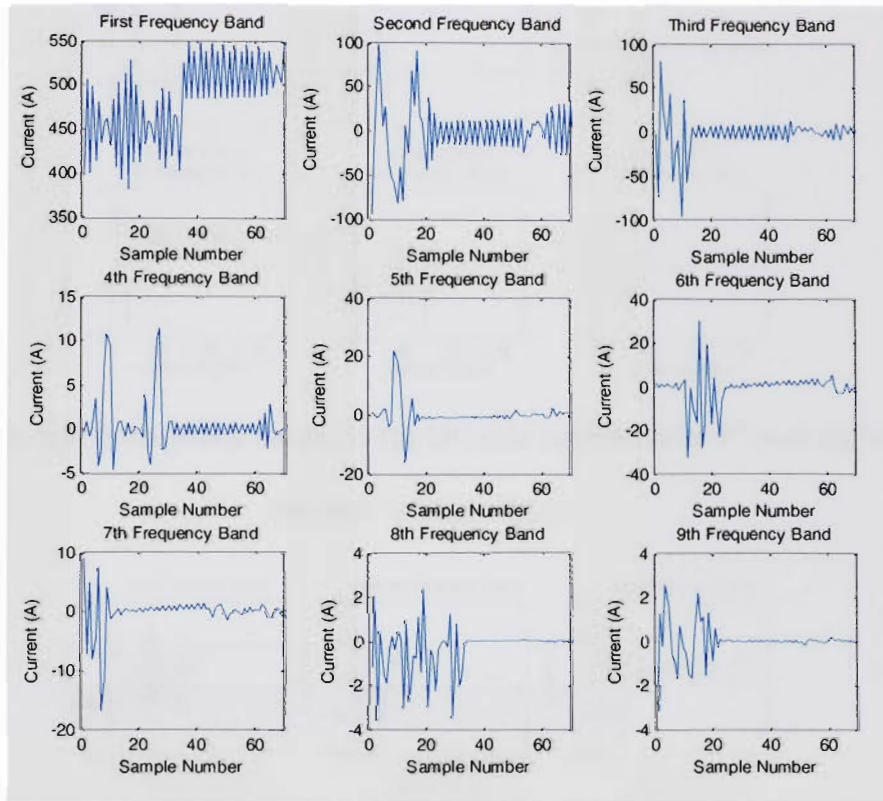 First Frequency Band
550
500
450
400
350
0 20 40 60
Current (A)
Sample Number
Second Frequency Band
100
50
0
-50
-100
0 20 40 60
Current (A)
Sample Number
Third Frequency Band
100
50
0
-50
-100
0 20 40 60
Current (A)
Sample Number
4th Frequency Band
15
10
5
0
-5
0 20 40 60
Current (A)
Sample Number
5th Frequency Band
40
20
0
-20
0 20 40 60
Current (A)
Sample Number
6th Frequency Band
40
20
0
-20
-40
0 20 40 60
Current (A)
Sample Number
7th Frequency Band
10
0
-10
-20
0 20 40 60
Current (A)
Sample Number
8th Frequency Band
4
2
0
-2
-4
0 20 40 60
Current (A)
Sample Number
9th Frequency Band
4
2
0
-2
-4
0 20 40 60
Current (A)
Sample Number